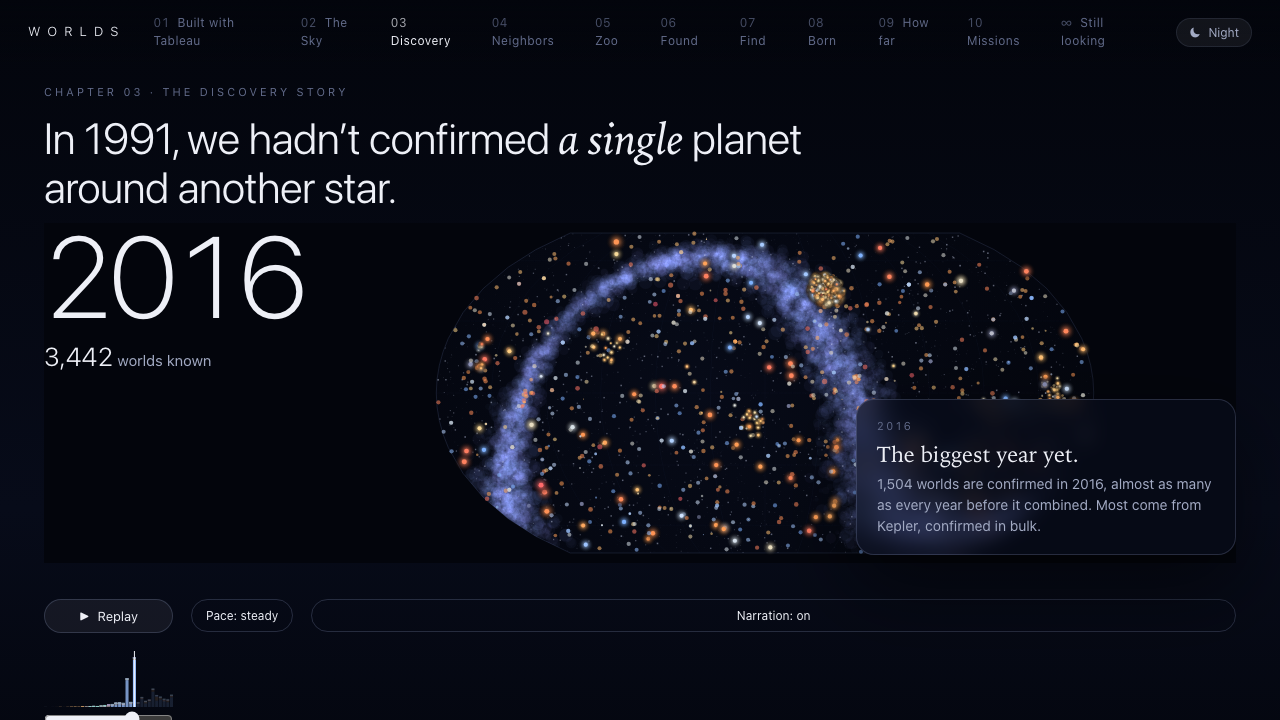 WORLDS
01 Built with Tableau
02 The Sky
03 Discovery
04 Neighbors
05 Zoo
06 Found
07 Find
08 Born
09 How far
10 Missions
∞ Still looking
Night
CHAPTER 03 · THE DISCOVERY STORY
In 1991, we hadn’t confirmed a single planet
around another star.
2016
3,442 worlds known
2016
The biggest year yet.
1,504 worlds are confirmed in 2016, almost as many
as every year before it combined. Most come from
Kepler, confirmed in bulk.
Replay
Pace: steady
Narration: on